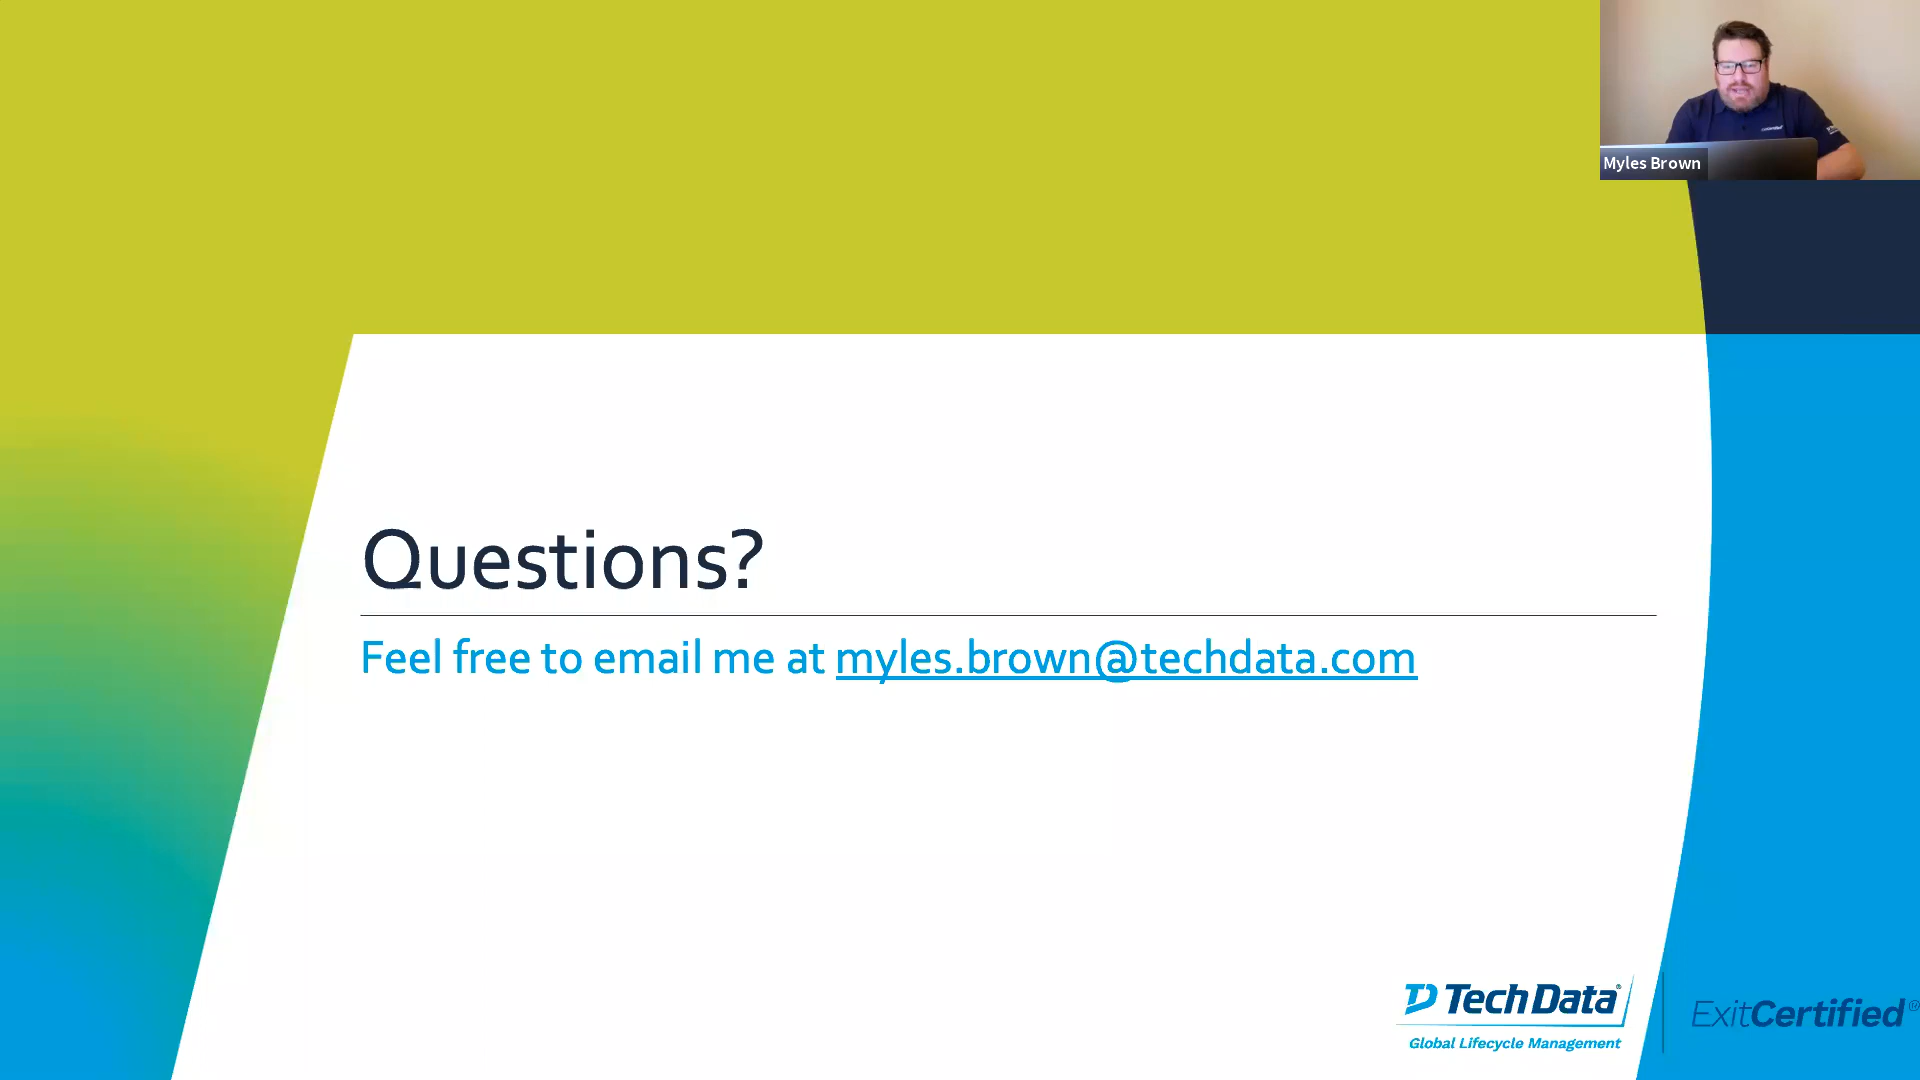 Myles Brown
Questions?
Feel free to email me at myles.brown@techdata.com
TD Tech Data®
Global Lifecycle Management
ExitCertified®